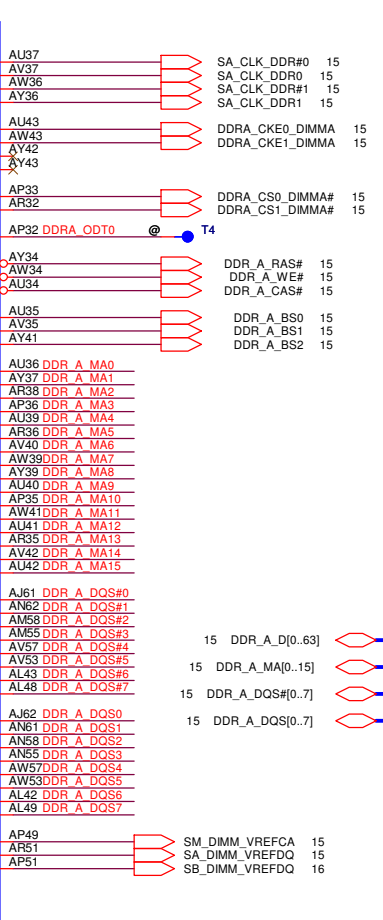 AU37 SA_CLK_DDR#0 15
AV37 SA_CLK_DDR0 15
AW36 SA_CLK_DDR#1 15
AY36 SA_CLK_DDR1 15
AU43 DDRA_CKE0_DIMMA 15
AW43 DDRA_CKE1_DIMMA 15
AY42
AY43
AP33 DDRA_CS0_DIMMA# 15
AR32 DDRA_CS1_DIMMA# 15
AP32 DDRA_ODT0 @ T4
AY34 DDR_A_RAS# 15
AW34 DDR_A_WE# 15
AU34 DDR_A_CAS# 15
AU35 DDR_A_BS0 15
AV35 DDR_A_BS1 15
AY41 DDR_A_BS2 15
AU36 DDR_A_MA0
AY37 DDR_A_MA1
AR38 DDR_A_MA2
AP36 DDR_A_MA3
AU39 DDR_A_MA4
AR36 DDR_A_MA5
AV40 DDR_A_MA6
AW39 DDR_A_MA7
AY39 DDR_A_MA8
AU40 DDR_A_MA9
AP35 DDR_A_MA10
AW41 DDR_A_MA11
AU41 DDR_A_MA12
AR35 DDR_A_MA13
AV42 DDR_A_MA14
AU42 DDR_A_MA15
AJ61 DDR_A_DQS#0
AN62 DDR_A_DQS#1
AM58 DDR_A_DQS#2
AM55 DDR_A_DQS#3
AV57 DDR_A_DQS#4
AV53 DDR_A_DQS#5
AL43 DDR_A_DQS#6
AL48 DDR_A_DQS#7
15 DDR_A_D[0..63]
15 DDR_A_MA[0..15]
15 DDR_A_DQS#[0..7]
15 DDR_A_DQS[0..7]
AJ62 DDR_A_DQS0
AN61 DDR_A_DQS1
AN58 DDR_A_DQS2
AN55 DDR_A_DQS3
AW57 DDR_A_DQS4
AW53 DDR_A_DQS5
AL42 DDR_A_DQS6
AL49 DDR_A_DQS7
AP49 SM_DIMM_VREFCA 15
AR51 SA_DIMM_VREFDQ 15
AP51 SB_DIMM_VREFDQ 16